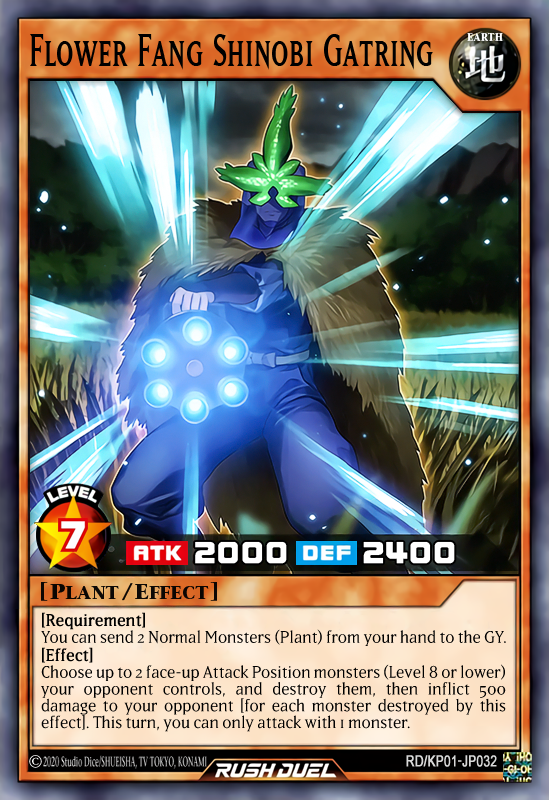 FLOWER FANG SHINOBI GATRING
EARTH
地
LEVEL
7
ATK 2000 DEF 2400
[PLANT/EFFECT]
[Requirement]
You can send 2 Normal Monsters (Plant) from your hand to the GY.
[Effect]
Choose up to 2 face-up Attack Position monsters (Level 8 or lower)
your opponent controls, and destroy them, then inflict 500
damage to your opponent [for each monster destroyed by this
effect]. This turn, you can only attack with 1 monster.
©2020 Studio Dice/SHUEISHA, TV TOKYO, KONAMI
RUSH DUEL
RD/KP01-JP032